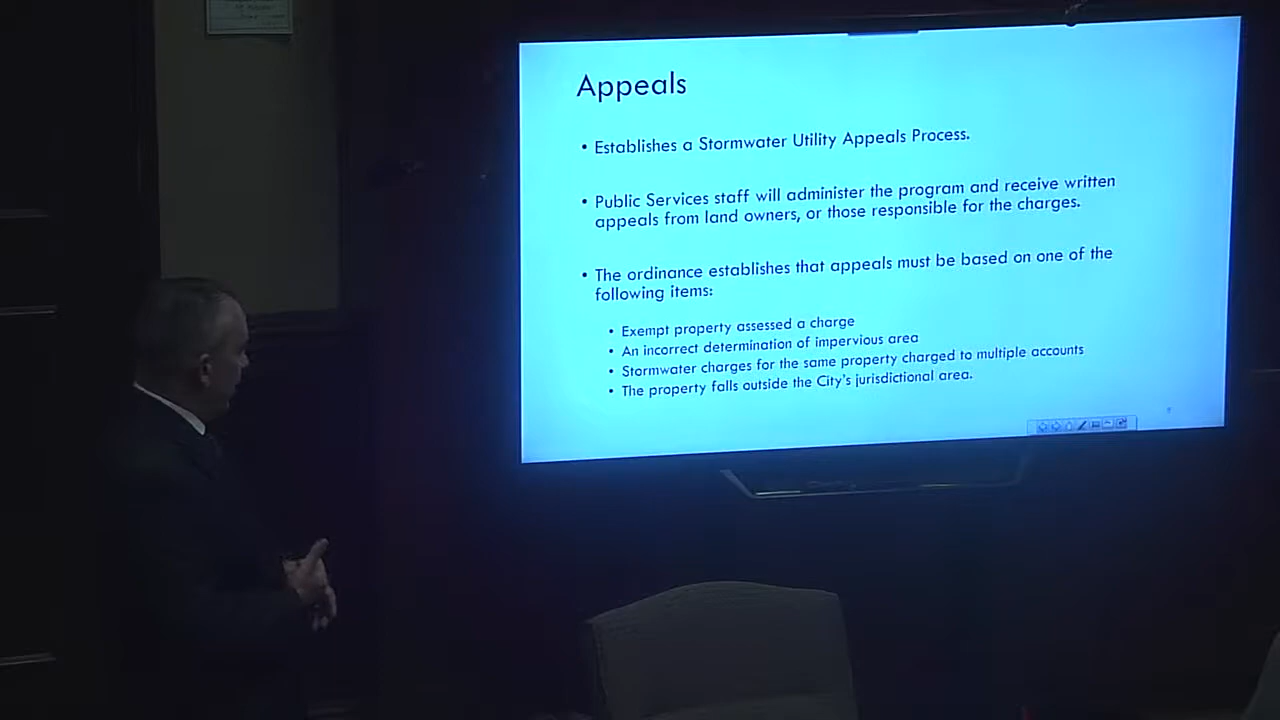 Appeals
• Establishes a Stormwater Utility Appeals Process.
• Public Services staff will administer the program and receive written
appeals from land owners, or those responsible for the charges.
• The ordinance establishes that appeals must be based on one of the
following items:
• Exempt property assessed a charge
• An incorrect determination of impervious area
• Stormwater charges for the same property charged to multiple accounts
• The property falls outside the City's jurisdictional area.